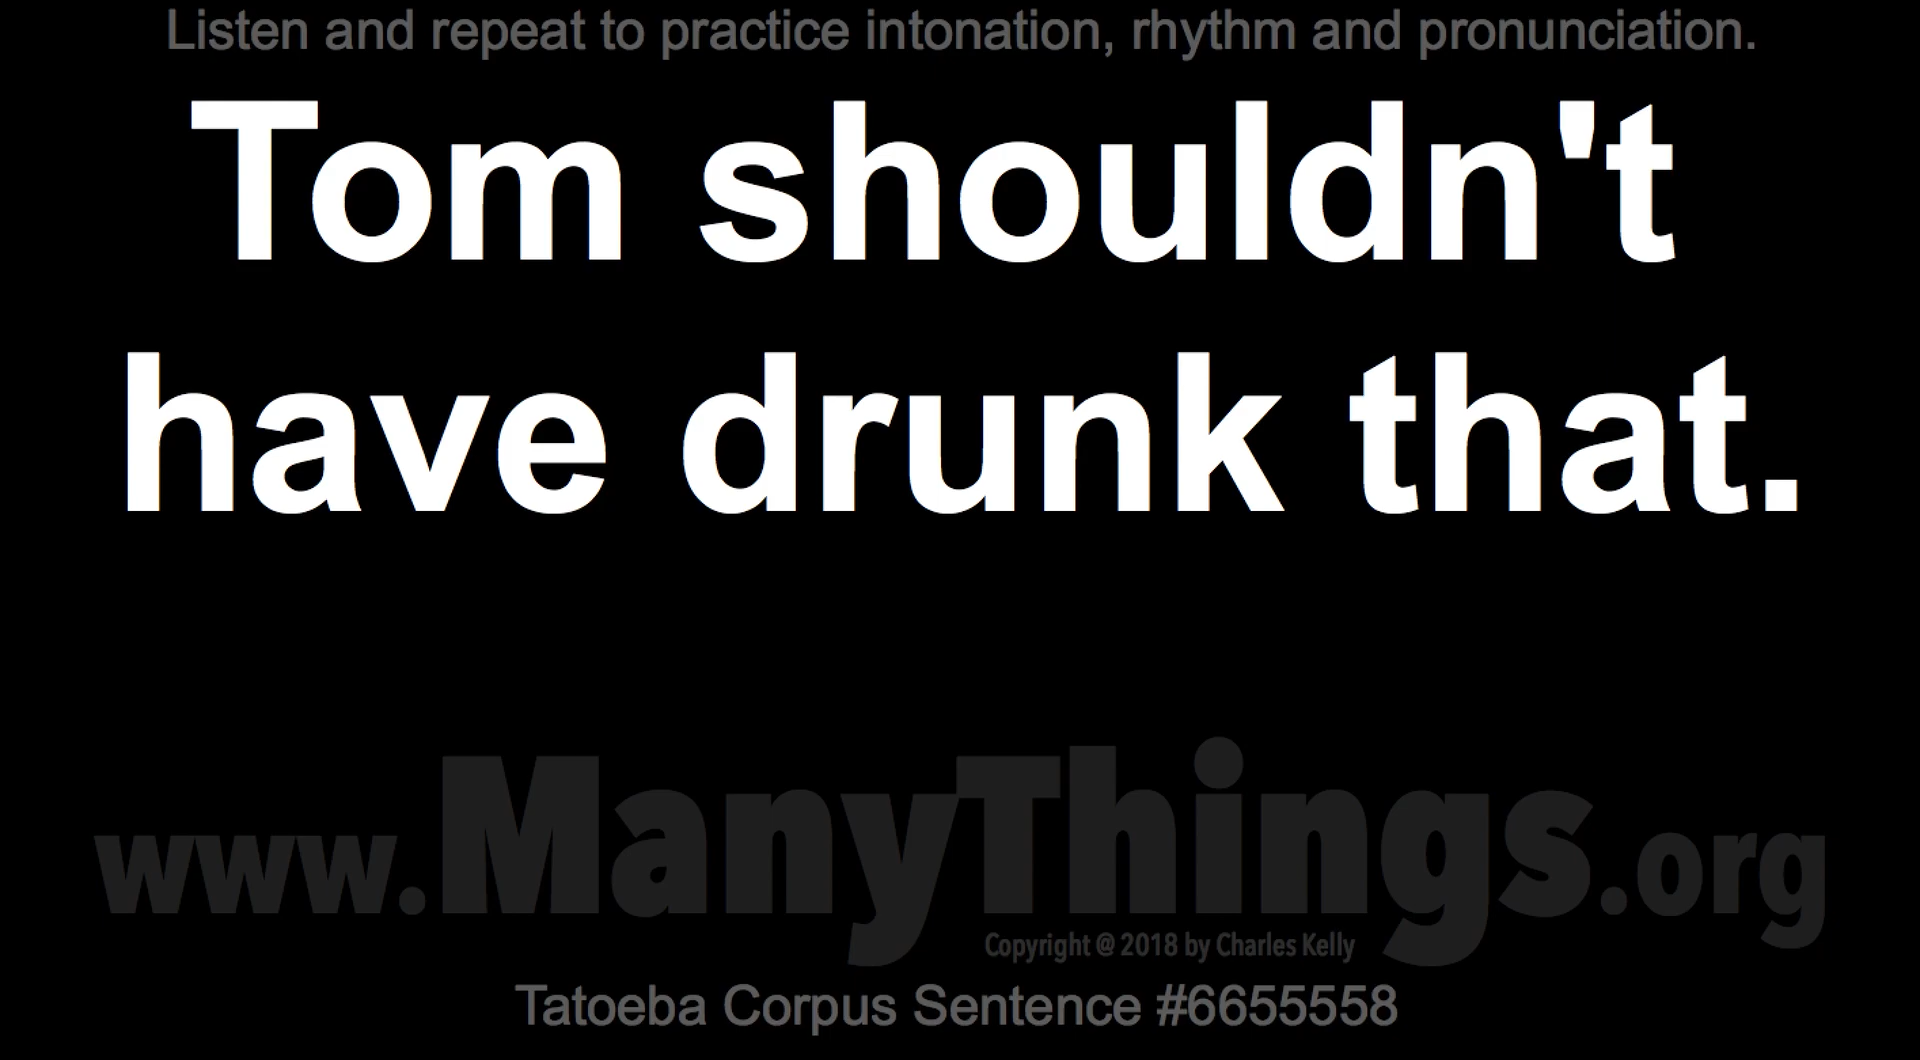 Listen and repeat to practice intonation, rhythm and pronunciation.
Tom shouldn't
have drunk that.
www.ManyThings.org
Copyright @ 2018 by Charles Kelly
Tatoeba Corpus Sentence #6655558